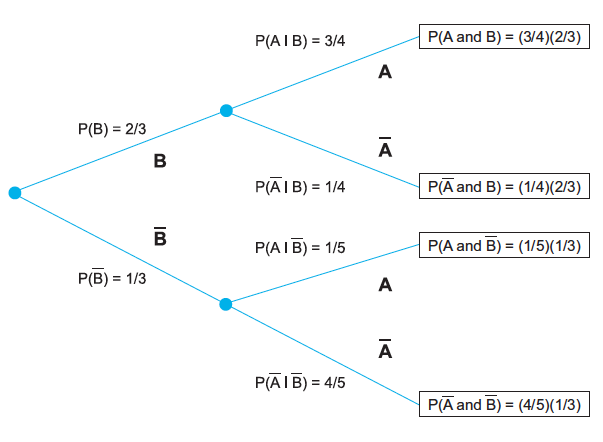 P(A I B) = 3/4
P(A and B) = (3/4)(2/3)
A
P(B) = 2/3
B
A̅
P(A̅ I B) = 1/4
P(A̅ and B) = (1/4)(2/3)
B̅
P(A I B̅) = 1/5
P(A and B̅) = (1/5)(1/3)
P(B̅) = 1/3
A
A̅
P(A̅ I B̅) = 4/5
P(A̅ and B̅) = (4/5)(1/3)